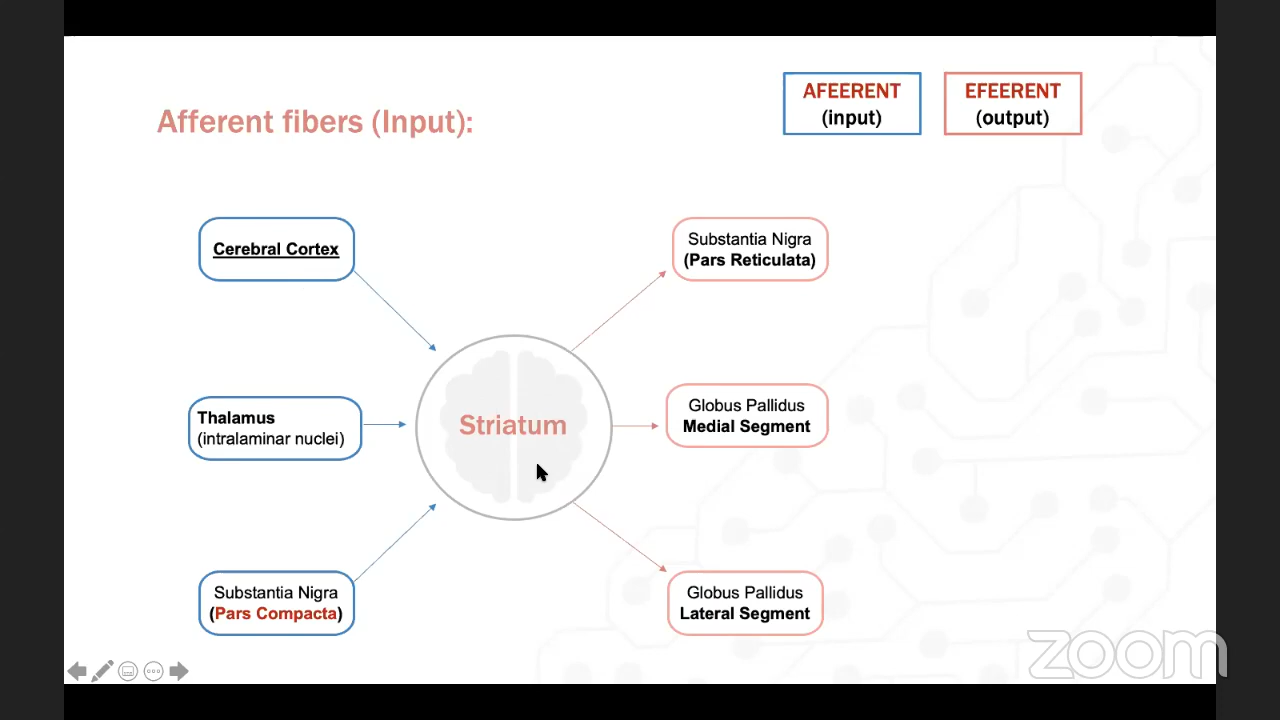 AFEERENT
(input)
EFEERENT
(output)
Afferent fibers (Input):
Cerebral Cortex
Substantia Nigra
(Pars Reticulata)
Thalamus
(intralaminar nuclei)
Striatum
Globus Pallidus
Medial Segment
Substantia Nigra
(Pars Compacta)
Globus Pallidus
Lateral Segment
zoom